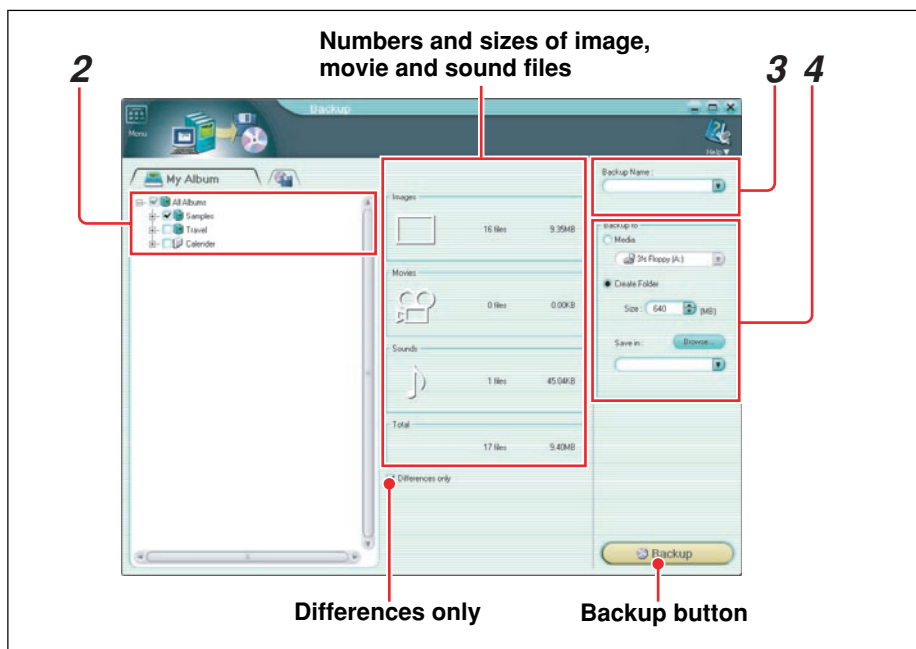 Numbers and sizes of image,
movie and sound files
2
3 4
Backup
Menu
Help
My Album
All Albums
Samples
Travel
Calender
Images
16 files 9.35MB
Movies
0 files 0.00KB
Sounds
1 files 45.04KB
Total
17 files 9.40MB
Differences only
Backup Name :
Backup to
Media
3½ Floppy (A:)
Create Folder
Size : 640 [MB]
Save in : Browse...
Backup
Differences only
Backup button